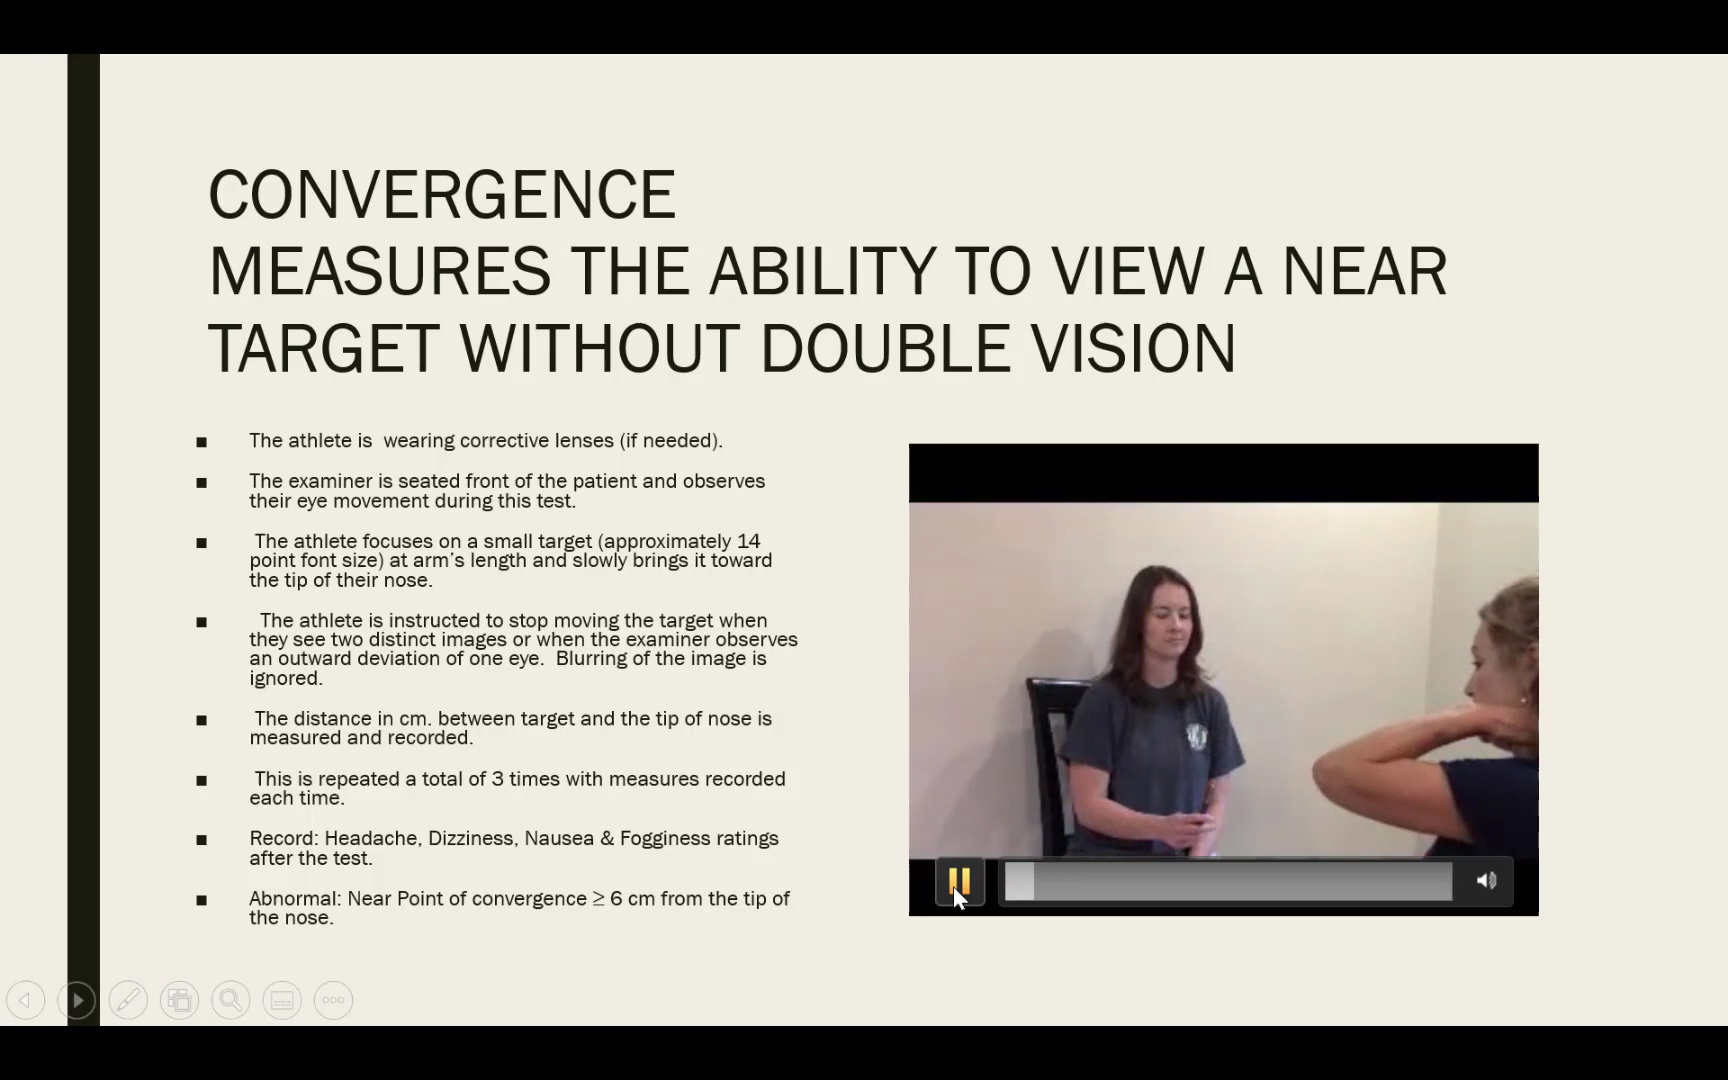 CONVERGENCE
MEASURES THE ABILITY TO VIEW A NEAR
TARGET WITHOUT DOUBLE VISION
■ The athlete is  wearing corrective lenses (if needed).
■ The examiner is seated front of the patient and observes
their eye movement during this test.
■ The athlete focuses on a small target (approximately 14
point font size) at arm’s length and slowly brings it toward
the tip of their nose.
■ The athlete is instructed to stop moving the target when
they see two distinct images or when the examiner observes
an outward deviation of one eye.  Blurring of the image is
ignored.
■ The distance in cm. between target and the tip of nose is
measured and recorded.
■ This is repeated a total of 3 times with measures recorded
each time.
■ Record: Headache, Dizziness, Nausea & Fogginess ratings
after the test.
■ Abnormal: Near Point of convergence ≥ 6 cm from the tip of
the nose.